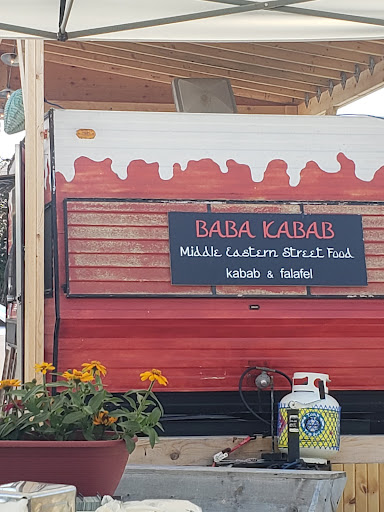 BABA KABAB
Middle Eastern Street Food
kabab & falafel